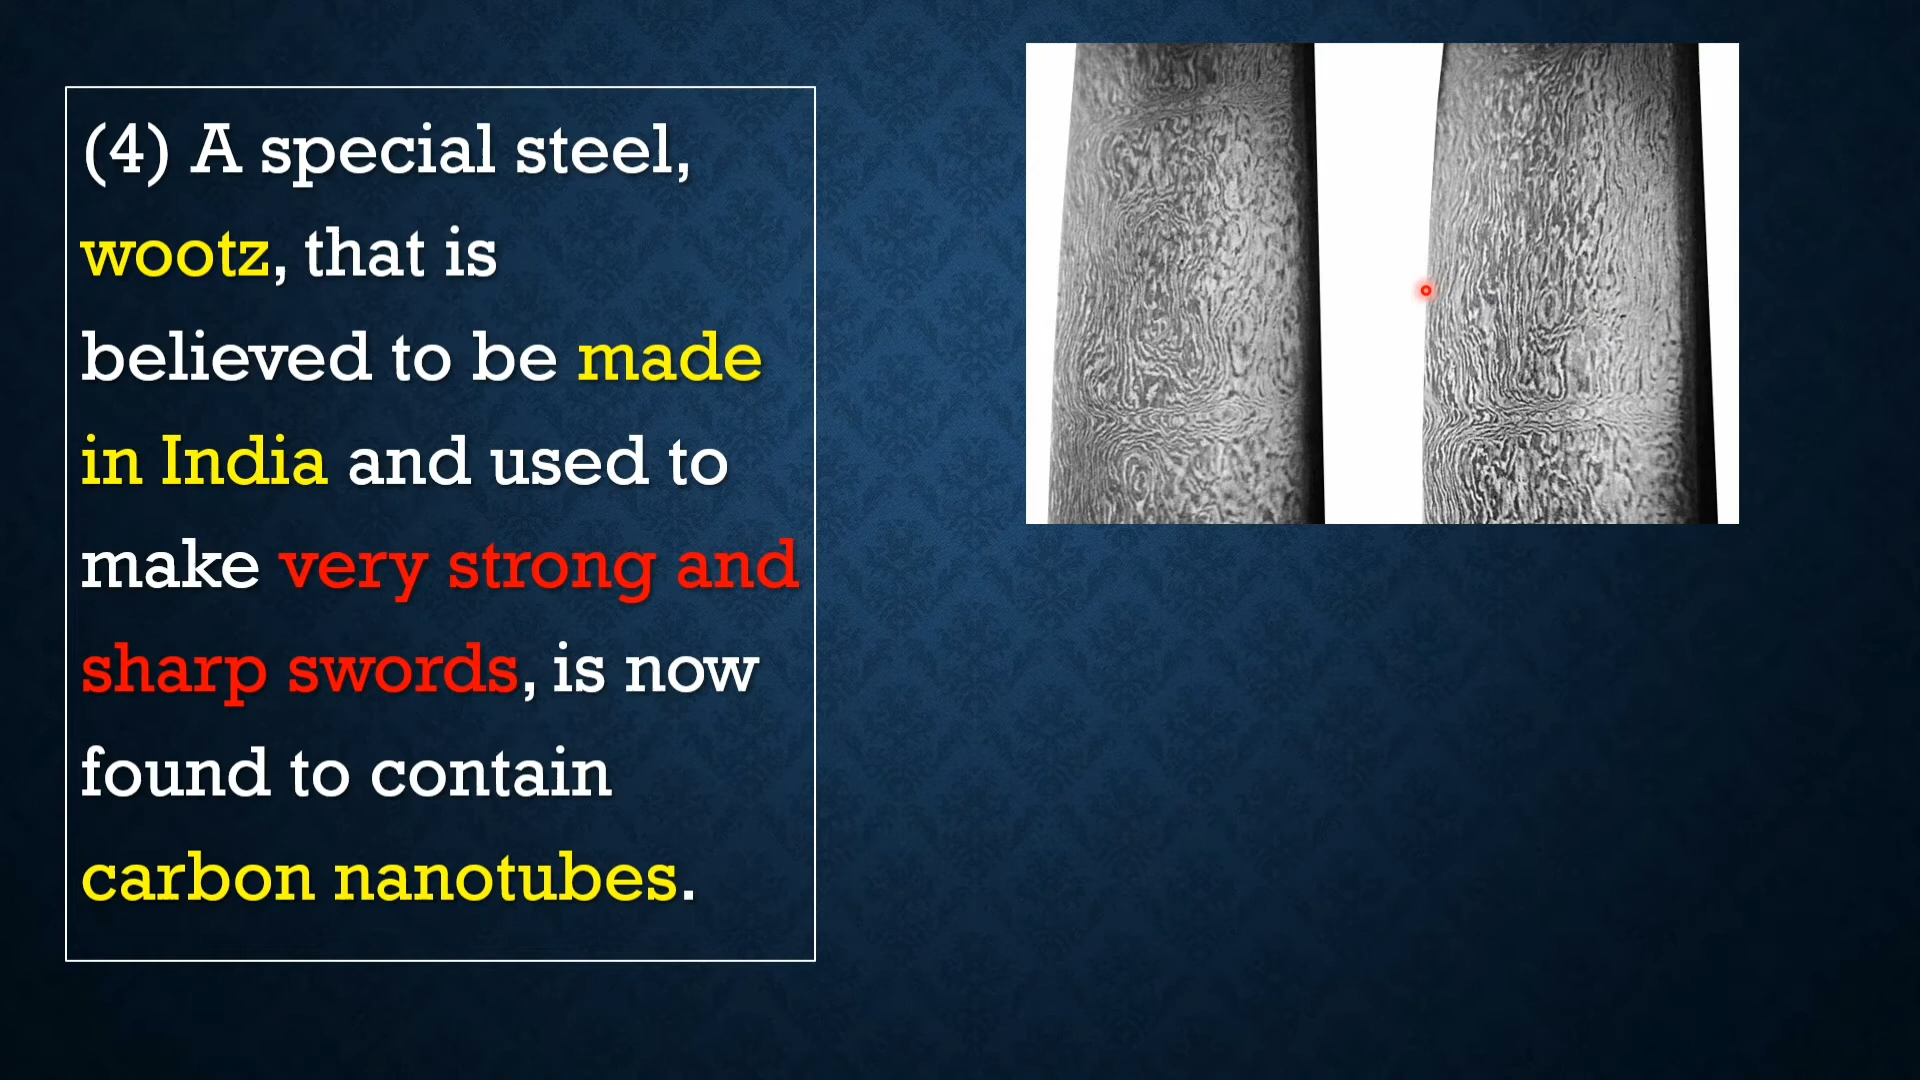 (4) A special steel,
wootz, that is
believed to be made
in India and used to
make very strong and
sharp swords, is now
found to contain
carbon nanotubes.